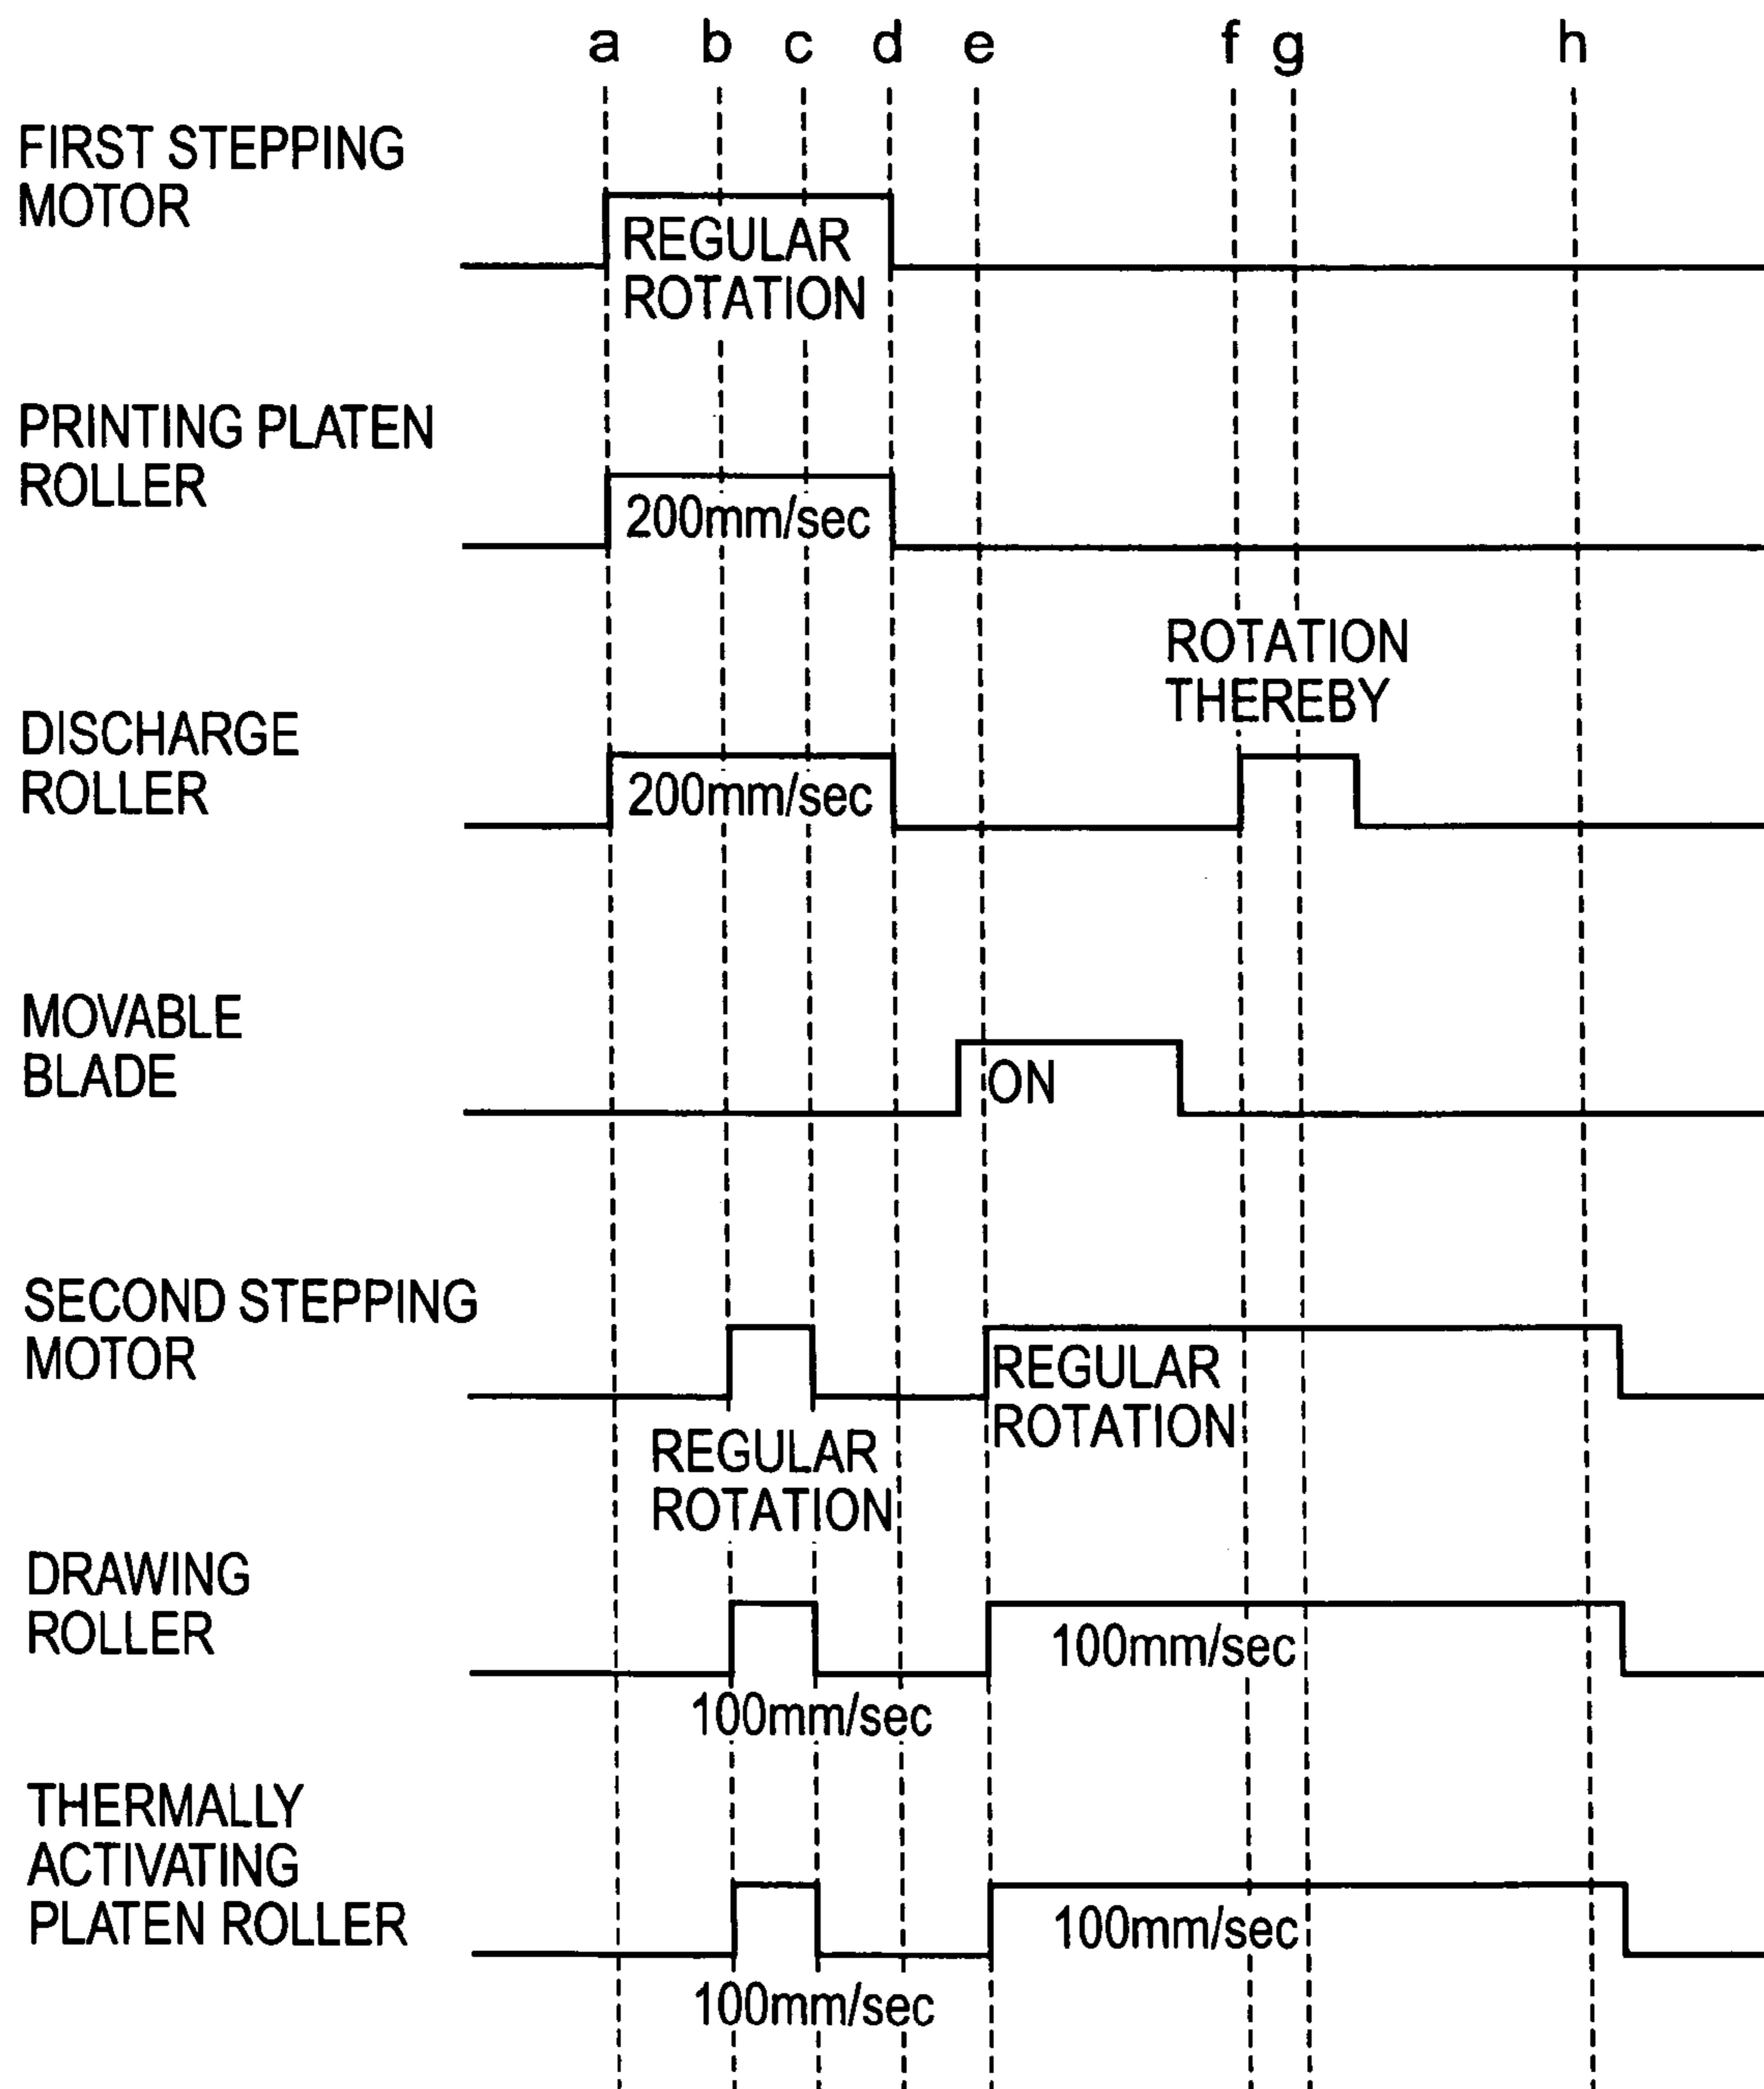 a b c d e f g h
FIRST STEPPING
MOTOR
REGULAR
ROTATION
PRINTING PLATEN
ROLLER
200mm/sec
ROTATION
THEREBY
DISCHARGE
ROLLER
200mm/sec
MOVABLE
BLADE
ON
SECOND STEPPING
MOTOR
REGULAR
ROTATION
REGULAR
ROTATION
DRAWING
ROLLER
100mm/sec
100mm/sec
THERMALLY
ACTIVATING
PLATEN ROLLER
100mm/sec
100mm/sec